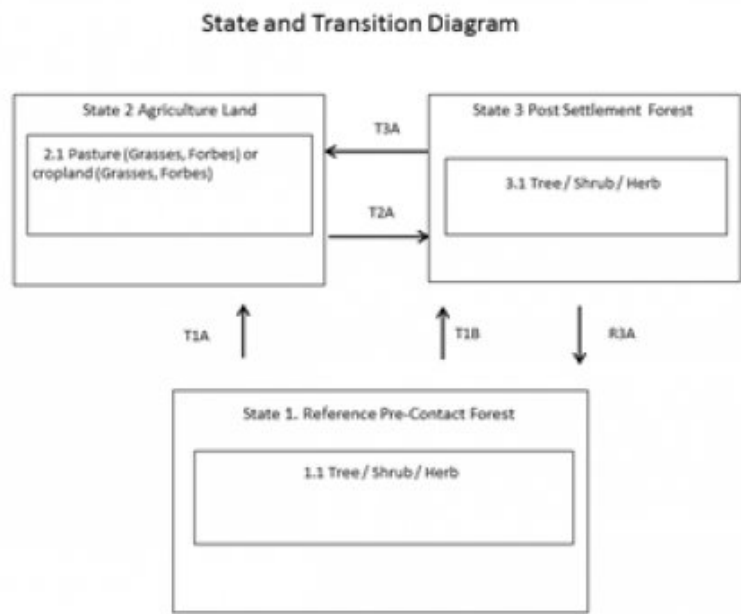 State and Transition Diagram
State 2 Agriculture Land
2.1 Pasture (Grasses, Forbes) or
cropland (Grasses, Forbes)
T3A
T2A
State 3 Post Settlement Forest
3.1 Tree / Shrub / Herb
T1A
T1B
R3A
State 1. Reference Pre-Contact Forest
1.1 Tree / Shrub / Herb